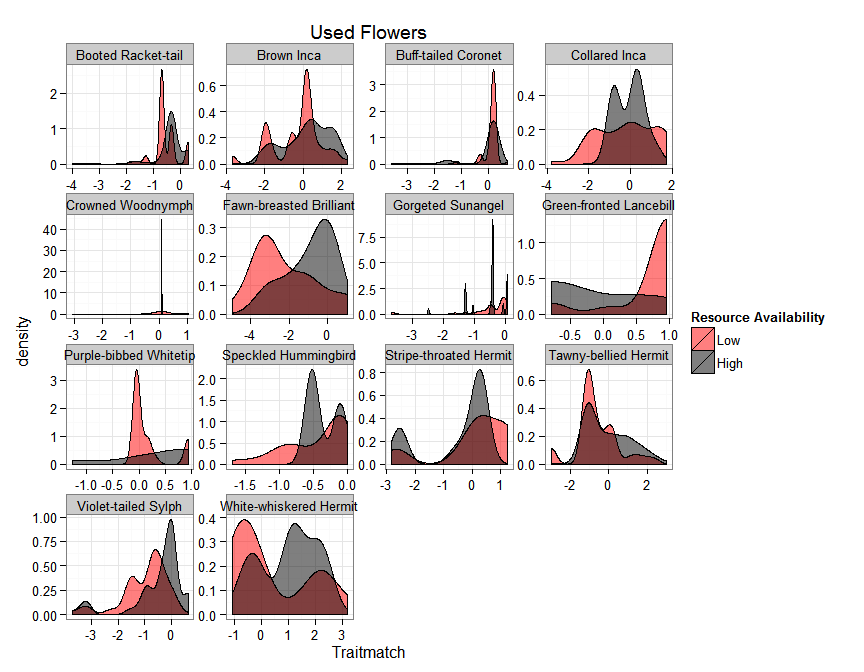 Used Flowers
Booted Racket-tail
Brown Inca
Buff-tailed Coronet
Collared Inca
2
1
0
0.6
0.4
0.2
0.0
3
2
1
0
0.4
0.2
0.0
-4 -3 -2 -1 0
-2 0 2
-3 -2 -1 0
-4 -2 0 2
Crowned Woodnymph
Fawn-breasted Brilliant
Gorgeted Sunangel
Green-fronted Lancebill
40
30
20
10
0
0.3
0.2
0.1
0.0
7.5
5.0
2.5
0.0
1.0
0.5
0.0
-3 -2 -1 0 1
-4 -2 0
-4 -3 -2 -1 0
-0.5 0.0 0.5 1.0
density
Purple-bibbed Whitetip
Speckled Hummingbird
Stripe-throated Hermit
Tawny-bellied Hermit
3
2
1
0
2.0
1.5
1.0
0.5
0.0
0.8
0.6
0.4
0.2
0.0
0.6
0.4
0.2
0.0
-1.0 -0.5 0.0 0.5 1.0
-1.5 -1.0 -0.5 0.0
-3 -2 -1 0 1
-2 0 2
Violet-tailed Sylph
White-whiskered Hermit
1.00
0.75
0.50
0.25
0.00
0.4
0.3
0.2
0.1
0.0
-3 -2 -1 0
-1 0 1 2 3
Traitmatch
Resource Availability
Low
High